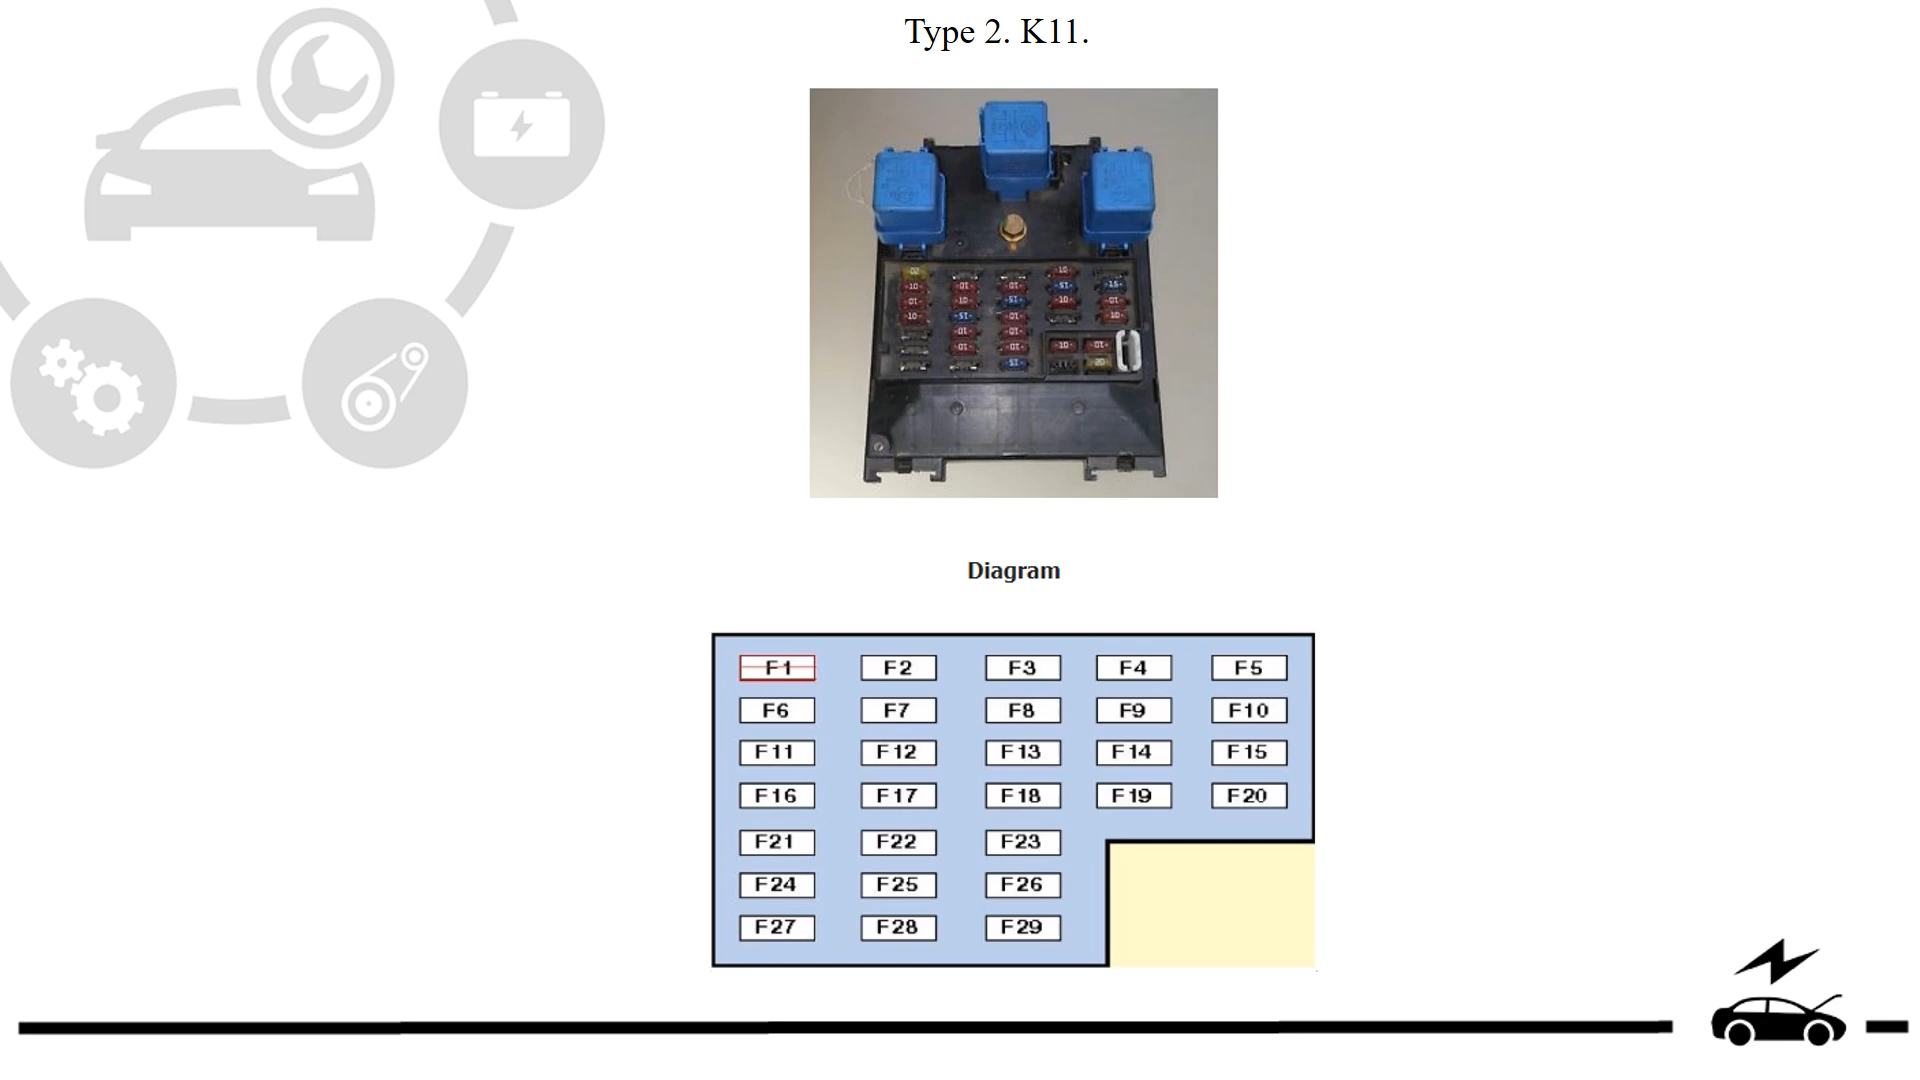 Type 2. K11.
Diagram
F1 F2 F3 F4 F5
F6 F7 F8 F9 F10
F11 F12 F13 F14 F15
F16 F17 F18 F19 F20
F21 F22 F23
F24 F25 F26
F27 F28 F29